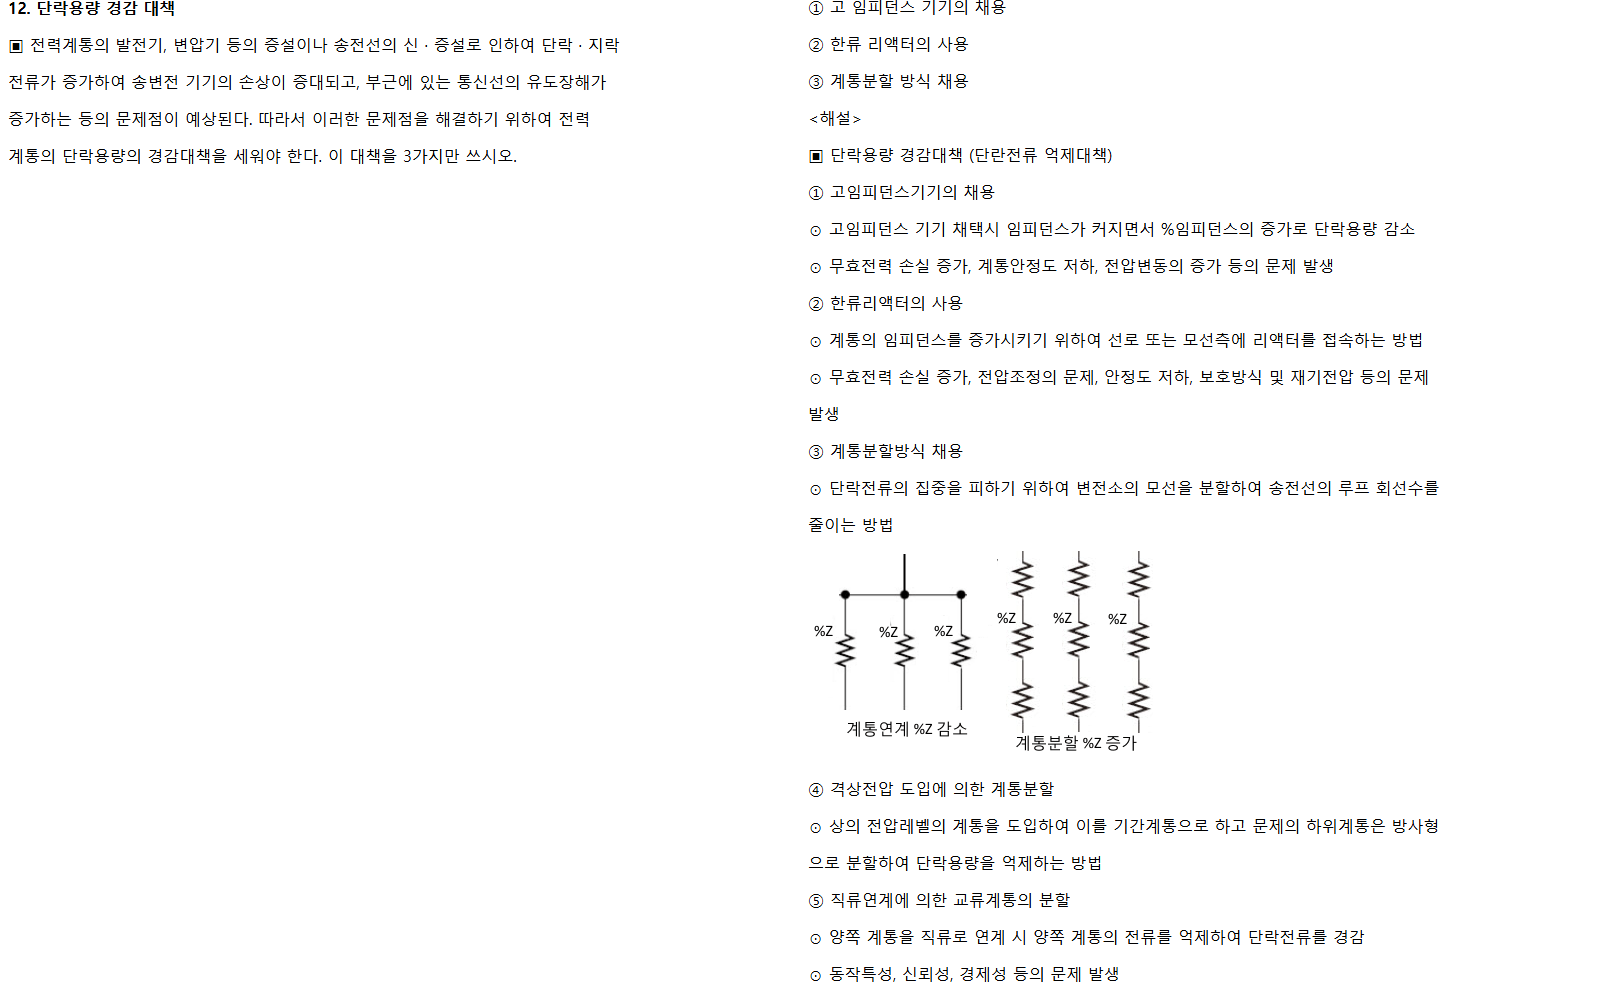 12. 단락용량 경감 대책
▣ 전력계통의 발전기, 변압기 등의 증설이나 송전선의 신 · 증설로 인하여 단락 · 지락
전류가 증가하여 송변전 기기의 손상이 증대되고, 부근에 있는 통신선의 유도장해가
증가하는 등의 문제점이 예상된다. 따라서 이러한 문제점을 해결하기 위하여 전력
계통의 단락용량의 경감대책을 세워야 한다. 이 대책을 3가지만 쓰시오.
① 고 임피던스 기기의 채용
② 한류 리액터의 사용
③ 계통분할 방식 채용
<해설>
▣ 단락용량 경감대책 (단란전류 억제대책)
① 고임피던스기기의 채용
⊙ 고임피던스 기기 채택시 임피던스가 커지면서 %임피던스의 증가로 단락용량 감소
⊙ 무효전력 손실 증가, 계통안정도 저하, 전압변동의 증가 등의 문제 발생
② 한류리액터의 사용
⊙ 계통의 임피던스를 증가시키기 위하여 선로 또는 모선측에 리액터를 접속하는 방법
⊙ 무효전력 손실 증가, 전압조정의 문제, 안정도 저하, 보호방식 및 재기전압 등의 문제
발생
③ 계통분할방식 채용
⊙ 단락전류의 집중을 피하기 위하여 변전소의 모선을 분할하여 송전선의 루프 회선수를
줄이는 방법
%Z %Z %Z
계통연계 %Z 감소
%Z %Z %Z
계통분할 %Z 증가
④ 격상전압 도입에 의한 계통분할
⊙ 상의 전압레벨의 계통을 도입하여 이를 기간계통으로 하고 문제의 하위계통은 방사형
으로 분할하여 단락용량을 억제하는 방법
⑤ 직류연계에 의한 교류계통의 분할
⊙ 양쪽 계통을 직류로 연계 시 양쪽 계통의 전류를 억제하여 단락전류를 경감
⊙ 동작특성, 신뢰성, 경제성 등의 문제 발생